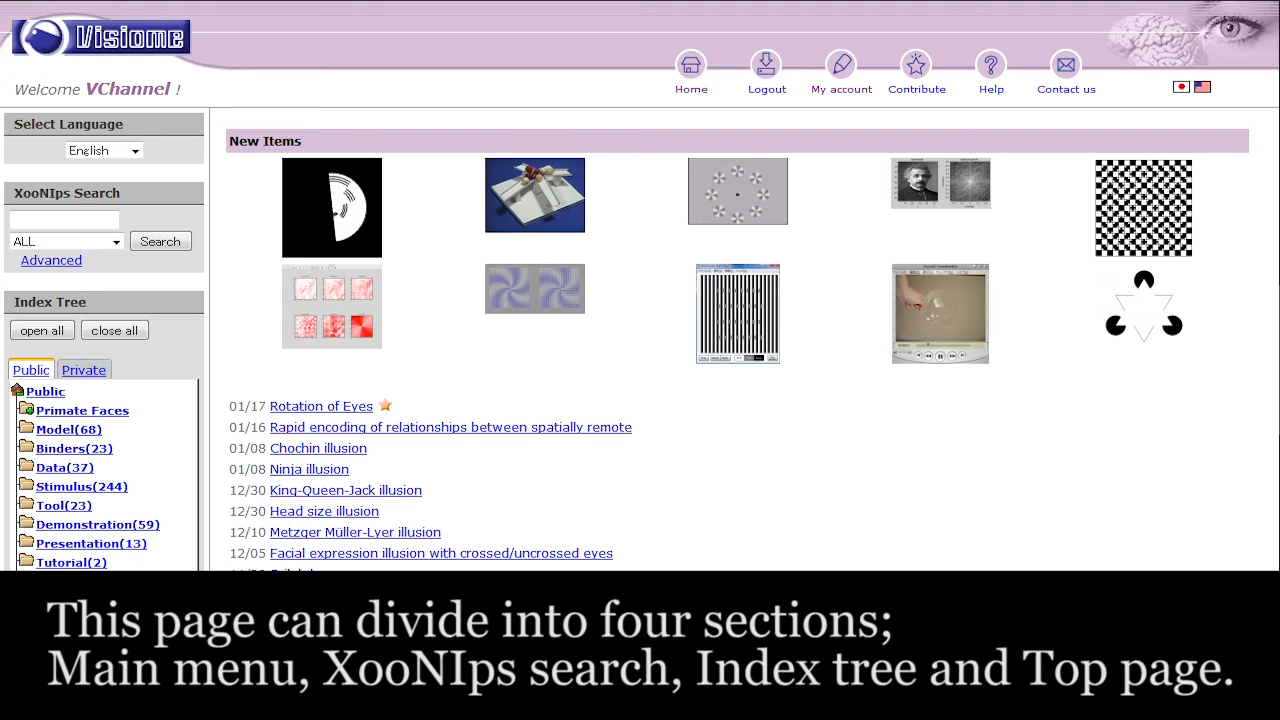 Visiome
Welcome VChannel !
Home
Logout
My account
Contribute
Help
Contact us
Select Language
English
XooNIps Search
ALL
Search
Advanced
Index Tree
open all
close all
Public
Private
Public
Primate Faces
Model(68)
Binders(23)
Data(37)
Stimulus(244)
Tool(23)
Demonstration(59)
Presentation(13)
Tutorial(2)
New Items
01/17 Rotation of Eyes
01/16 Rapid encoding of relationships between spatially remote
01/08 Chochin illusion
01/08 Ninja illusion
12/30 King-Queen-Jack illusion
12/30 Head size illusion
12/10 Metzger Müller-Lyer illusion
12/05 Facial expression illusion with crossed/uncrossed eyes
This page can divide into four sections;
Main menu, XooNIps search, Index tree and Top page.